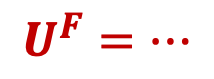 U^F = ⋯